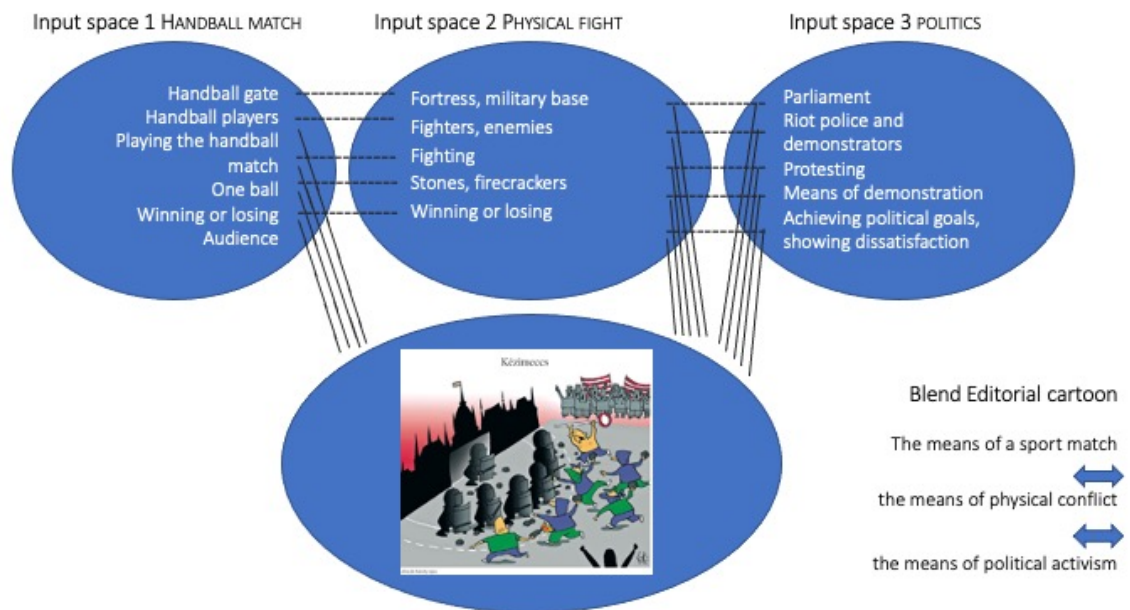 Input space 1 HANDBALL MATCH
Input space 2 PHYSICAL FIGHT
Input space 3 POLITICS
Handball gate
Handball players
Playing the handball
match
One ball
Winning or losing
Audience
Fortress, military base
Fighters, enemies
Fighting
Stones, firecrackers
Winning or losing
Parliament
Riot police and
demonstrators
Protesting
Means of demonstration
Achieving political goals,
showing dissatisfaction
Kézimeccs
Blend Editorial cartoon
The means of a sport match
the means of physical conflict
the means of political activism